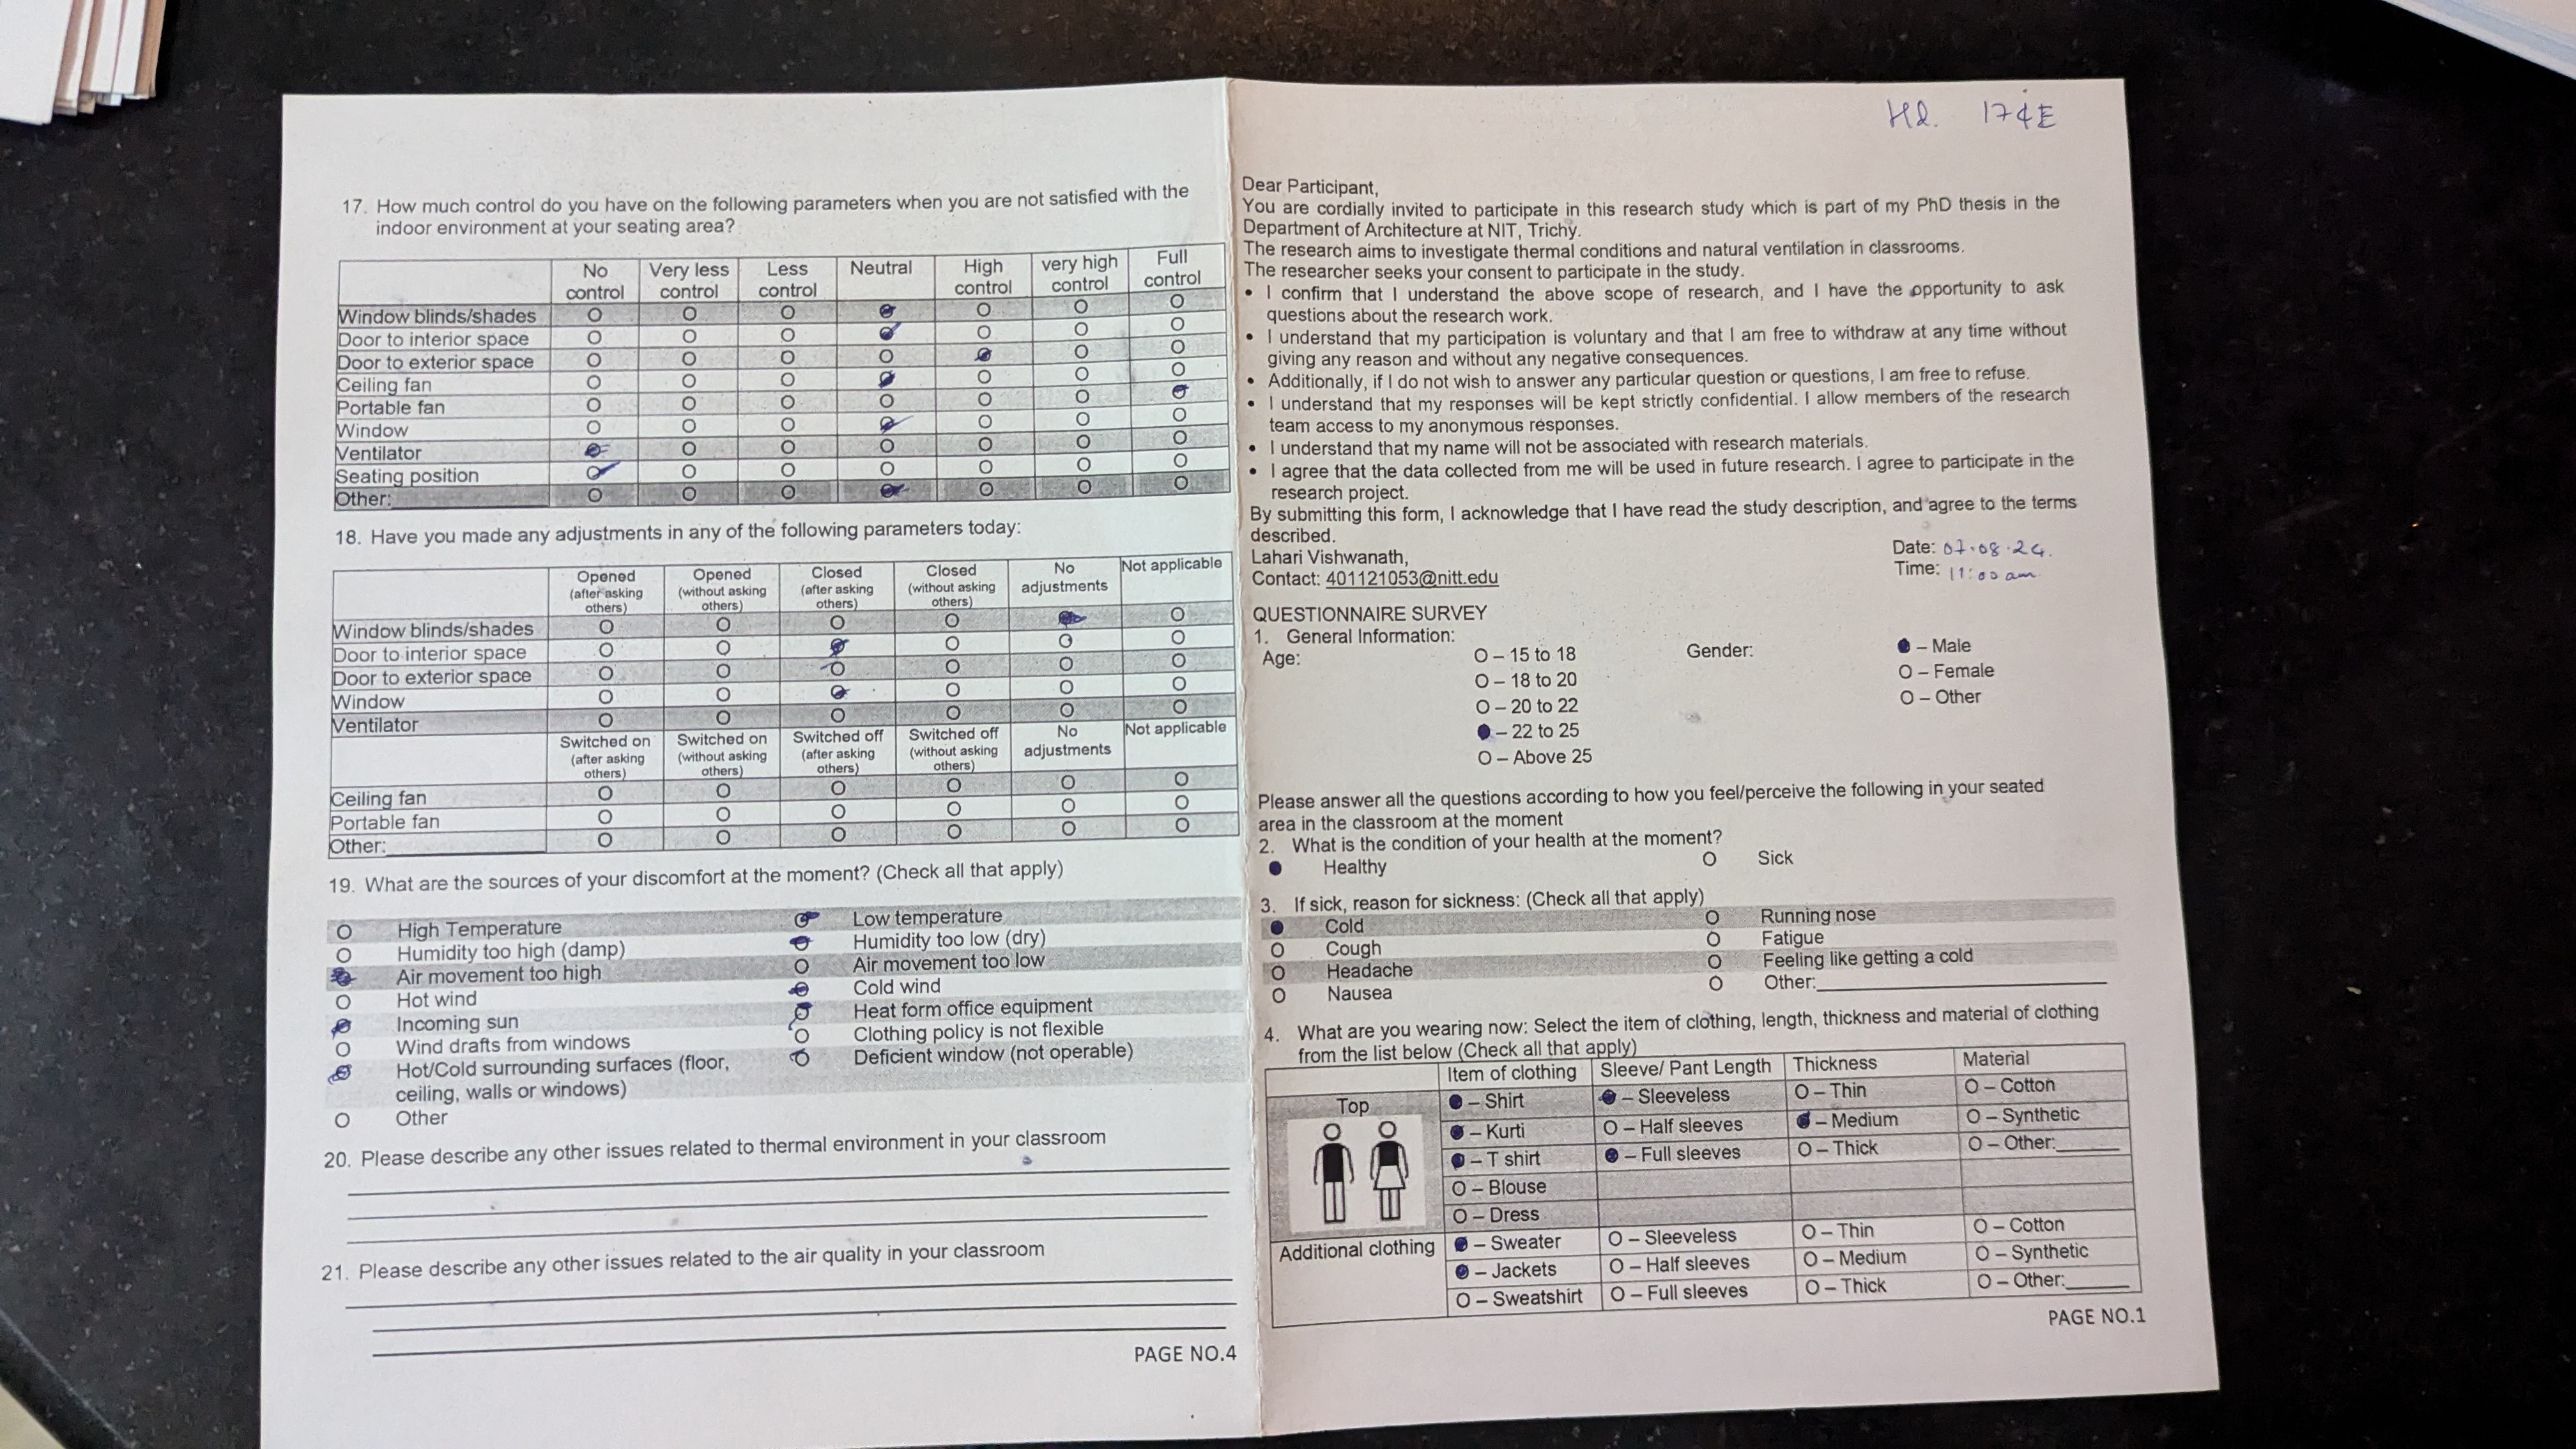 17. How much control do you have on the following parameters when you are not satisfied with the
indoor environment at your seating area?
No control Very less control Less control Neutral High control very high control Full control
Window blinds/shades
Door to interior space
Door to exterior space
Ceiling fan
Portable fan
Window
Ventilator
Seating position
Other:
18. Have you made any adjustments in any of the following parameters today:
Opened (after asking others) Opened (without asking others) Closed (after asking others) Closed (without asking others) No adjustments Not applicable
Window blinds/shades
Door to interior space
Door to exterior space
Window
Ventilator
Switched on (after asking others) Switched on (without asking others) Switched off (after asking others) Switched off (without asking others) No adjustments Not applicable
Ceiling fan
Portable fan
Other:
19. What are the sources of your discomfort at the moment? (Check all that apply)
High Temperature Low temperature
Humidity too high (damp) Humidity too low (dry)
Air movement too high Air movement too low
Hot wind Cold wind
Incoming sun Heat form office equipment
Wind drafts from windows Clothing policy is not flexible
Hot/Cold surrounding surfaces (floor, Deficient window (not operable)
ceiling, walls or windows)
Other
20. Please describe any other issues related to thermal environment in your classroom
21. Please describe any other issues related to the air quality in your classroom
PAGE NO.4
Dear Participant,
You are cordially invited to participate in this research study which is part of my PhD thesis in the
Department of Architecture at NIT, Trichy.
The research aims to investigate thermal conditions and natural ventilation in classrooms.
The researcher seeks your consent to participate in the study.
• I confirm that I understand the above scope of research, and I have the opportunity to ask
questions about the research work.
• I understand that my participation is voluntary and that I am free to withdraw at any time without
giving any reason and without any negative consequences.
• Additionally, if I do not wish to answer any particular question or questions, I am free to refuse.
• I understand that my responses will be kept strictly confidential. I allow members of the research
team access to my anonymous responses.
• I understand that my name will not be associated with research materials.
• I agree that the data collected from me will be used in future research. I agree to participate in the
research project.
By submitting this form, I acknowledge that I have read the study description, and agree to the terms
described.
Lahari Vishwanath,
Contact: 401121053@nitt.edu
Date: 07.08.24.
Time: 11:00 am
QUESTIONNAIRE SURVEY
1. General Information:
Age: O – 15 to 18 Gender: – Male
O – 18 to 20 O – Female
O – 20 to 22 O – Other
– 22 to 25
O – Above 25
Please answer all the questions according to how you feel/perceive the following in your seated
area in the classroom at the moment
2. What is the condition of your health at the moment?
Healthy O Sick
3. If sick, reason for sickness: (Check all that apply)
Cold O Running nose
O Cough O Fatigue
O Headache O Feeling like getting a cold
O Nausea O Other:
4. What are you wearing now: Select the item of clothing, length, thickness and material of clothing
from the list below (Check all that apply)
Item of clothing Sleeve/ Pant Length Thickness Material
Top – Shirt – Sleeveless O – Thin O – Cotton
– Kurti O – Half sleeves – Medium O – Synthetic
– T shirt – Full sleeves O – Thick O – Other:
O – Blouse
O – Dress
Additional clothing – Sweater O – Sleeveless O – Thin O – Cotton
– Jackets O – Half sleeves O – Medium O – Synthetic
O – Sweatshirt O – Full sleeves O – Thick O – Other:
PAGE NO.1